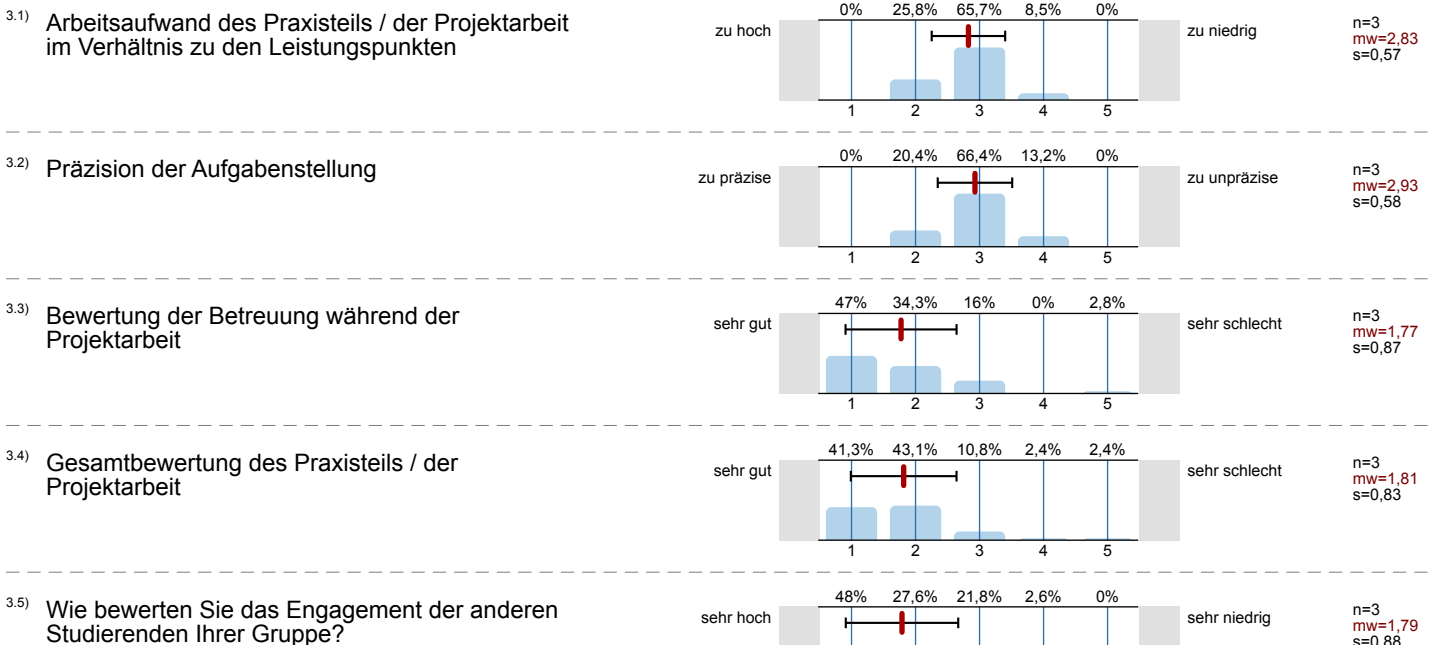 3.1) Arbeitsaufwand des Praxisteils / der Projektarbeit
im Verhältnis zu den Leistungspunkten
zu hoch
0% 25,8% 65,7% 8,5% 0%
1 2 3 4 5
zu niedrig
n=3
mw=2,83
s=0,57
3.2) Präzision der Aufgabenstellung
zu präzise
0% 20,4% 66,4% 13,2% 0%
1 2 3 4 5
zu unpräzise
n=3
mw=2,93
s=0,58
3.3) Bewertung der Betreuung während der
Projektarbeit
sehr gut
47% 34,3% 16% 0% 2,8%
1 2 3 4 5
sehr schlecht
n=3
mw=1,77
s=0,87
3.4) Gesamtbewertung des Praxisteils / der
Projektarbeit
sehr gut
41,3% 43,1% 10,8% 2,4% 2,4%
1 2 3 4 5
sehr schlecht
n=3
mw=1,81
s=0,83
3.5) Wie bewerten Sie das Engagement der anderen
Studierenden Ihrer Gruppe?
sehr hoch
48% 27,6% 21,8% 2,6% 0%
sehr niedrig
n=3
mw=1,79
s=0,88